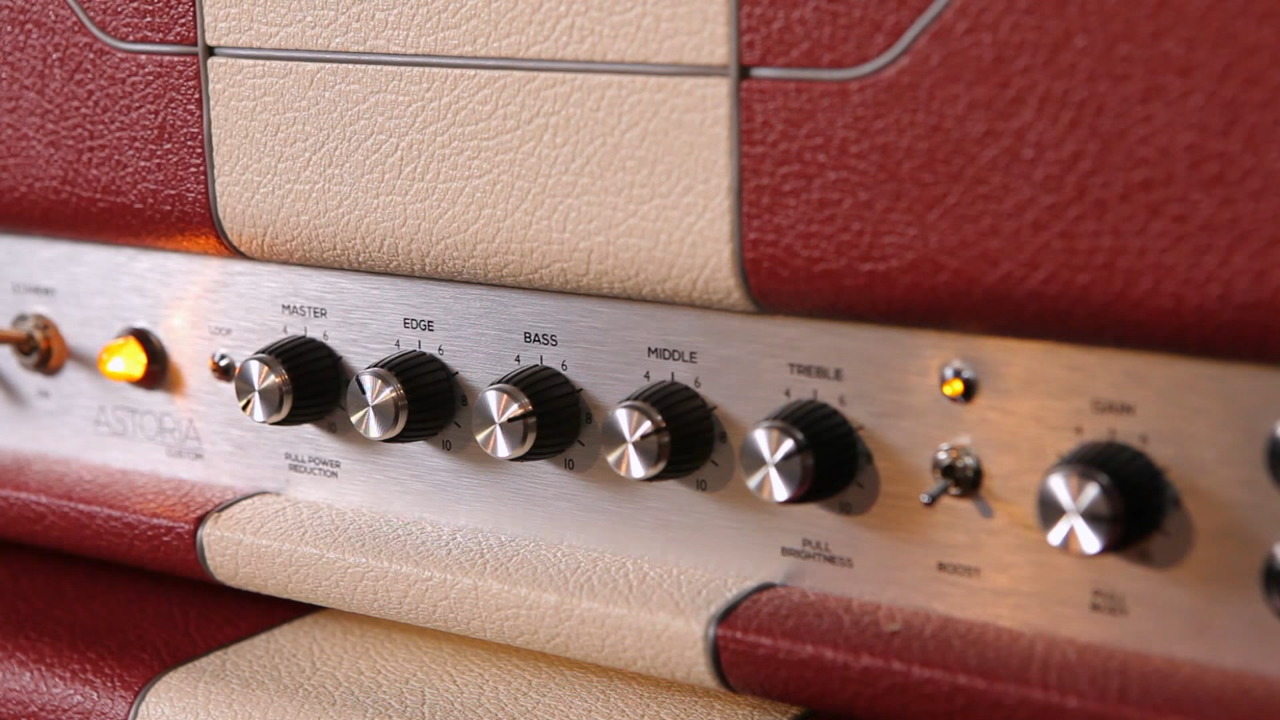 LOOP
MASTER
4 6
10
PULL POWER
REDUCTION
EDGE
4 6
8
10
BASS
4 6
8
10
MIDDLE
4 6
8
10
TREBLE
4 6
10
PULL
BRIGHTNESS
BOOST
GAIN
ASTORIA
CUSTOM